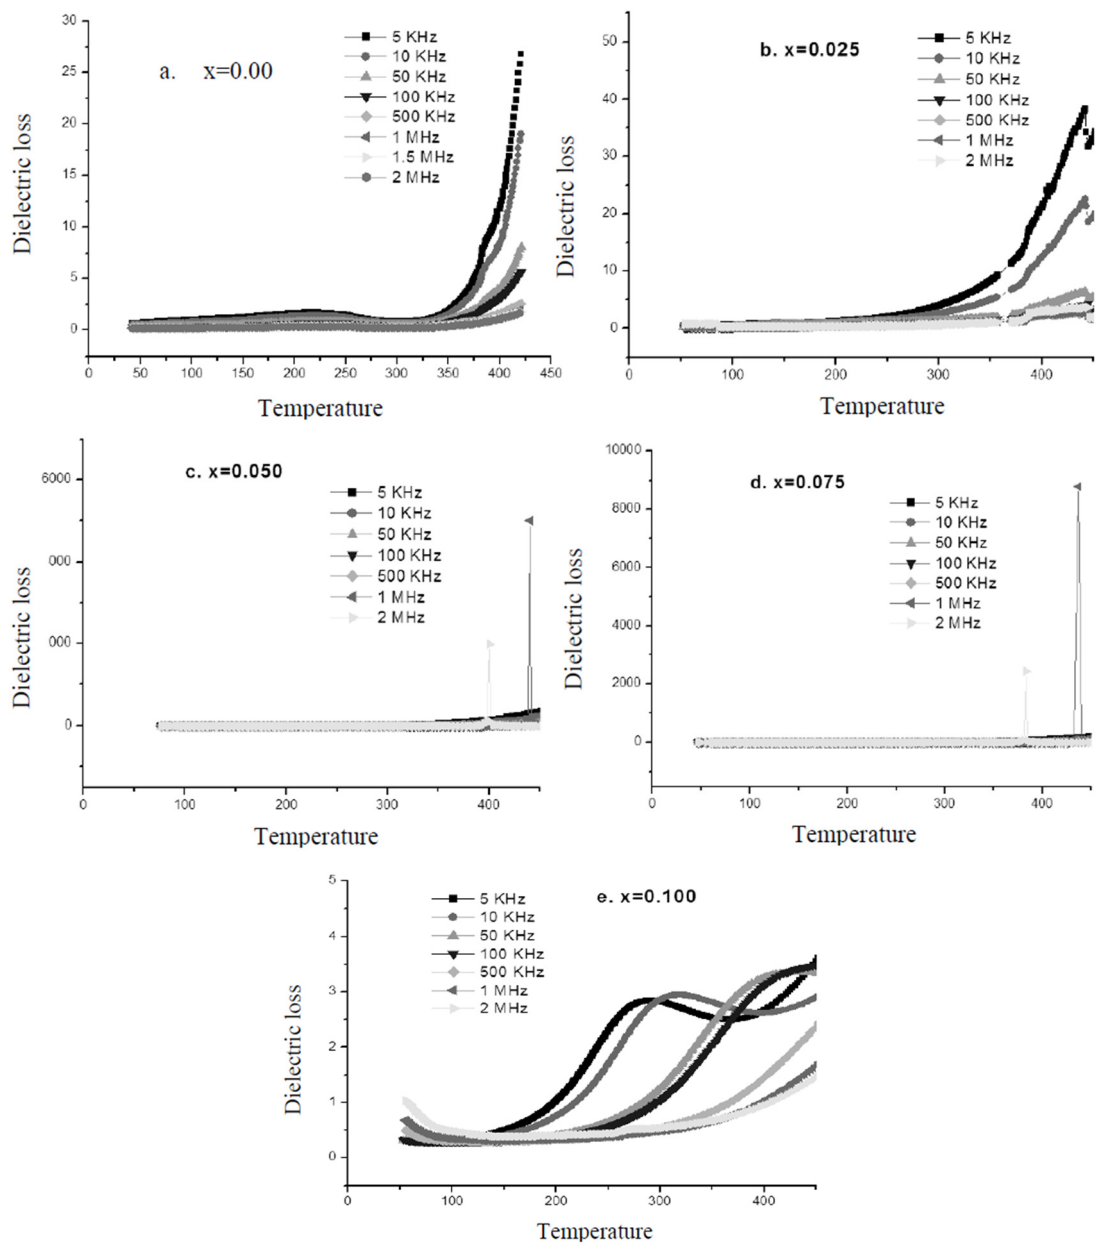 a. x=0.00
5 KHz
10 KHz
50 KHz
100 KHz
500 KHz
1 MHz
1.5 MHz
2 MHz
Dielectric loss
30
25
20
15
10
5
0
0 50 100 150 200 250 300 350 400 450
Temperature
b. x=0.025
5 KHz
10 KHz
50 KHz
100 KHz
500 KHz
1 MHz
2 MHz
Dielectric loss
50
40
30
20
10
0
0 100 200 300 400
Temperature
c. x=0.050
5 KHz
10 KHz
50 KHz
100 KHz
500 KHz
1 MHz
2 MHz
Dielectric loss
6000
000
000
0
0 100 200 300 400
Temperature
d. x=0.075
5 KHz
10 KHz
50 KHz
100 KHz
500 KHz
1 MHz
2 MHz
Dielectric loss
10000
8000
6000
4000
2000
0
0 100 200 300 400
Temperature
e. x=0.100
5 KHz
10 KHz
50 KHz
100 KHz
500 KHz
1 MHz
2 MHz
Dielectric loss
5
4
3
2
1
0
0 100 200 300 400
Temperature